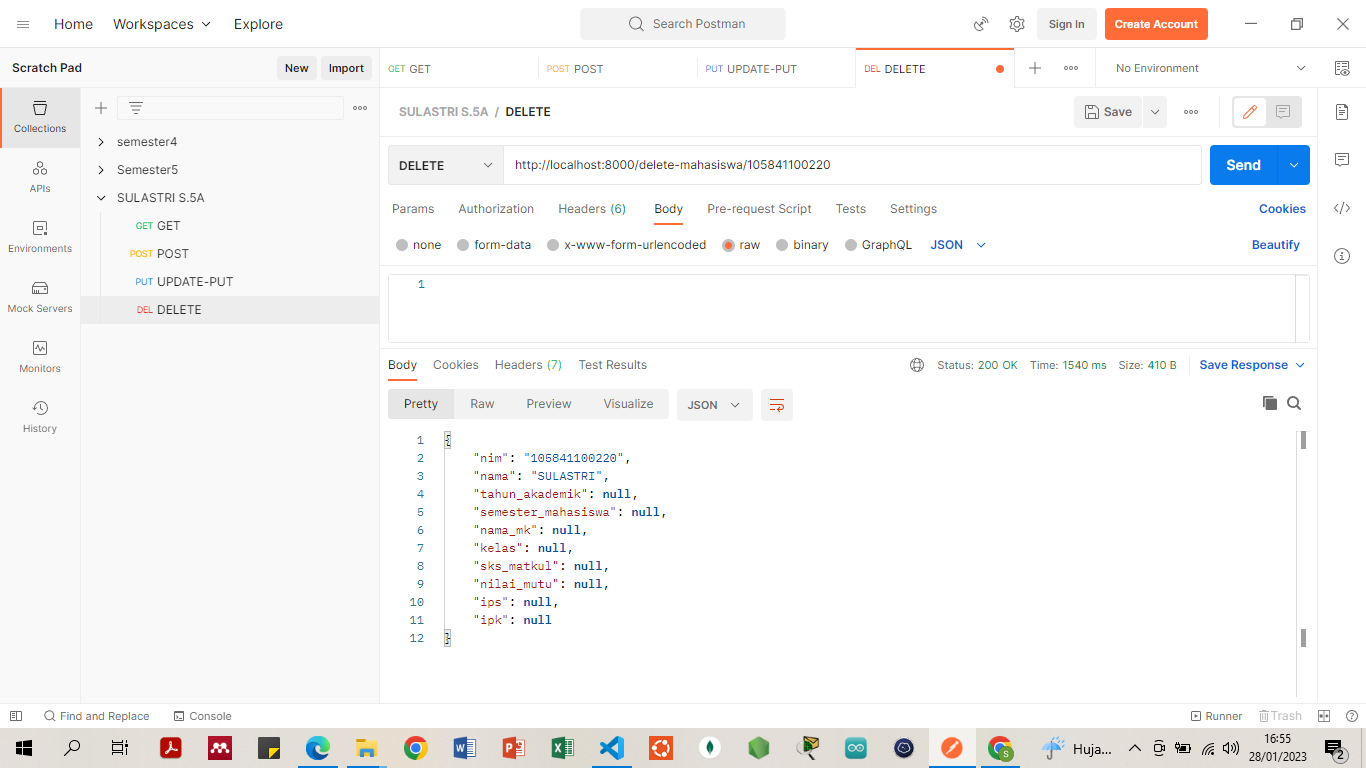 Home Workspaces Explore Search Postman Sign In Create Account
Scratch Pad New Import GET GET POST POST PUT UPDATE-PUT DEL DELETE No Environment
Collections
APIs
Environments
Mock Servers
Monitors
History
semester4
Semester5
SULASTRI S.5A
GET GET
POST POST
PUT UPDATE-PUT
DEL DELETE
SULASTRI S.5A / DELETE Save
DELETE http://localhost:8000/delete-mahasiswa/105841100220 Send
Params Authorization Headers (6) Body Pre-request Script Tests Settings Cookies
none form-data x-www-form-urlencoded raw binary GraphQL JSON Beautify
1
Body Cookies Headers (7) Test Results Status: 200 OK Time: 1540 ms Size: 410 B Save Response
Pretty Raw Preview Visualize JSON
1 {
2 "nim": "105841100220",
3 "nama": "SULASTRI",
4 "tahun_akademik": null,
5 "semester_mahasiswa": null,
6 "nama_mk": null,
7 "kelas": null,
8 "sks_matkul": null,
9 "nilai_mutu": null,
10 "ips": null,
11 "ipk": null
12 }
Find and Replace Console Runner Trash
Huja... 16:55
28/01/2023 2